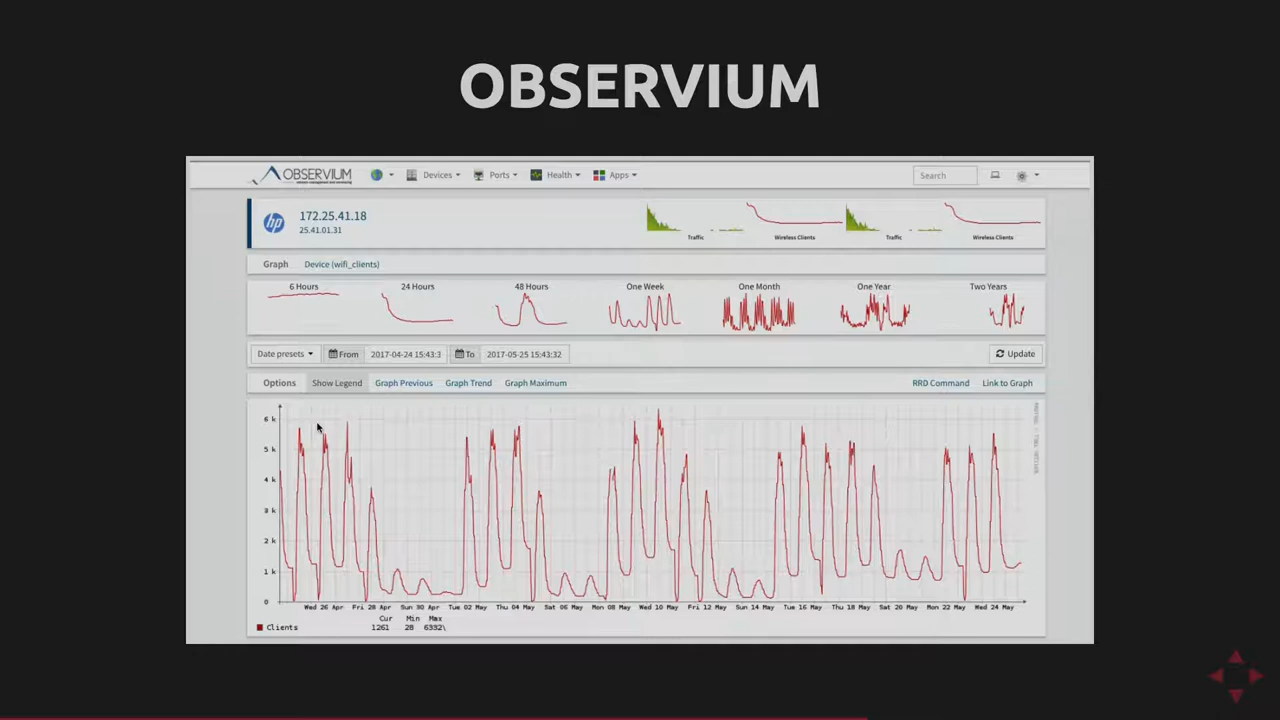 OBSERVIUM
OBSERVIUM Devices Ports Health Apps Search
172.25.41.18
25.41.01.31
Traffic Wireless Clients Traffic Wireless Clients
Graph Device (wifi_clients)
6 Hours 24 Hours 48 Hours One Week One Month One Year Two Years
Date presets From 2017-04-24 15:43:3 To 2017-05-25 15:43:32 Update
Options Show Legend Graph Previous Graph Trend Graph Maximum RRD Command Link to Graph
6 k
5 k
4 k
3 k
2 k
1 k
0
Wed 26 Apr Fri 28 Apr Sun 30 Apr Tue 02 May Thu 04 May Sat 06 May Mon 08 May Wed 10 May Fri 12 May Sun 14 May Tue 16 May Thu 18 May Sat 20 May Mon 22 May Wed 24 May
Cur Min Max
Clients 1261 28 6332\